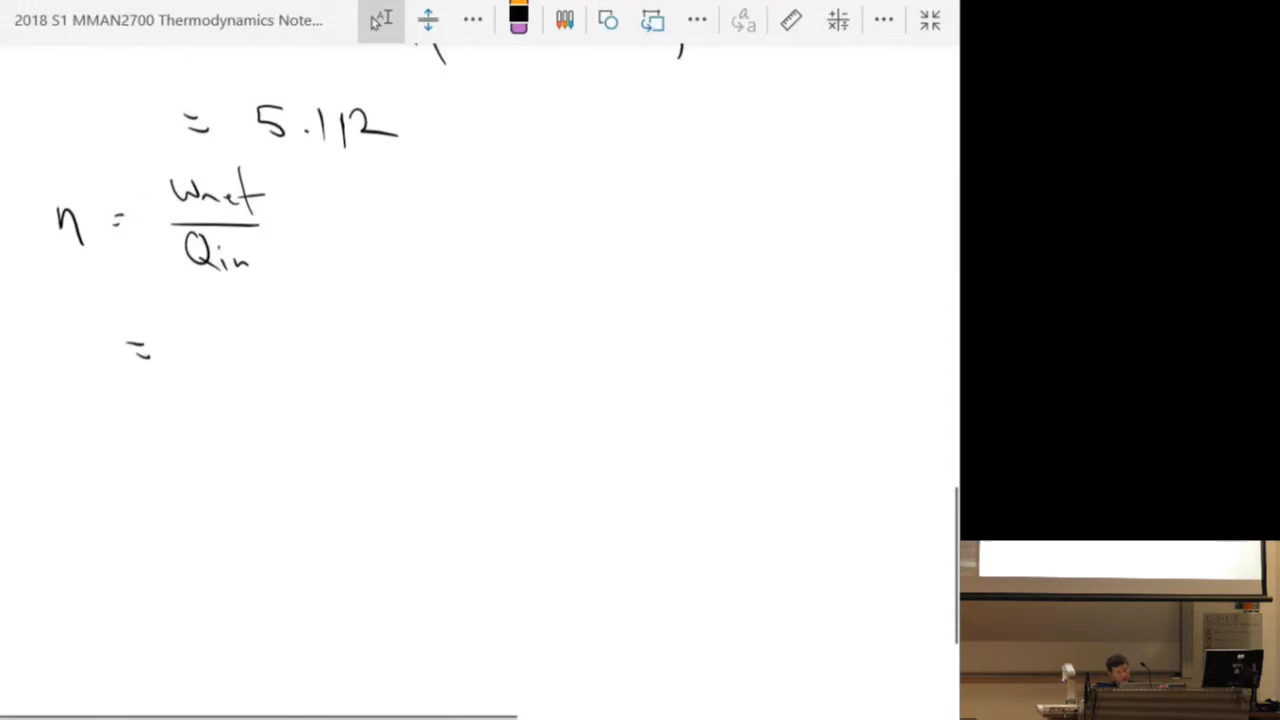 2018 S1 MMAN2700 Thermodynamics Note...
= 5.112
η = Wnet
Qin
=